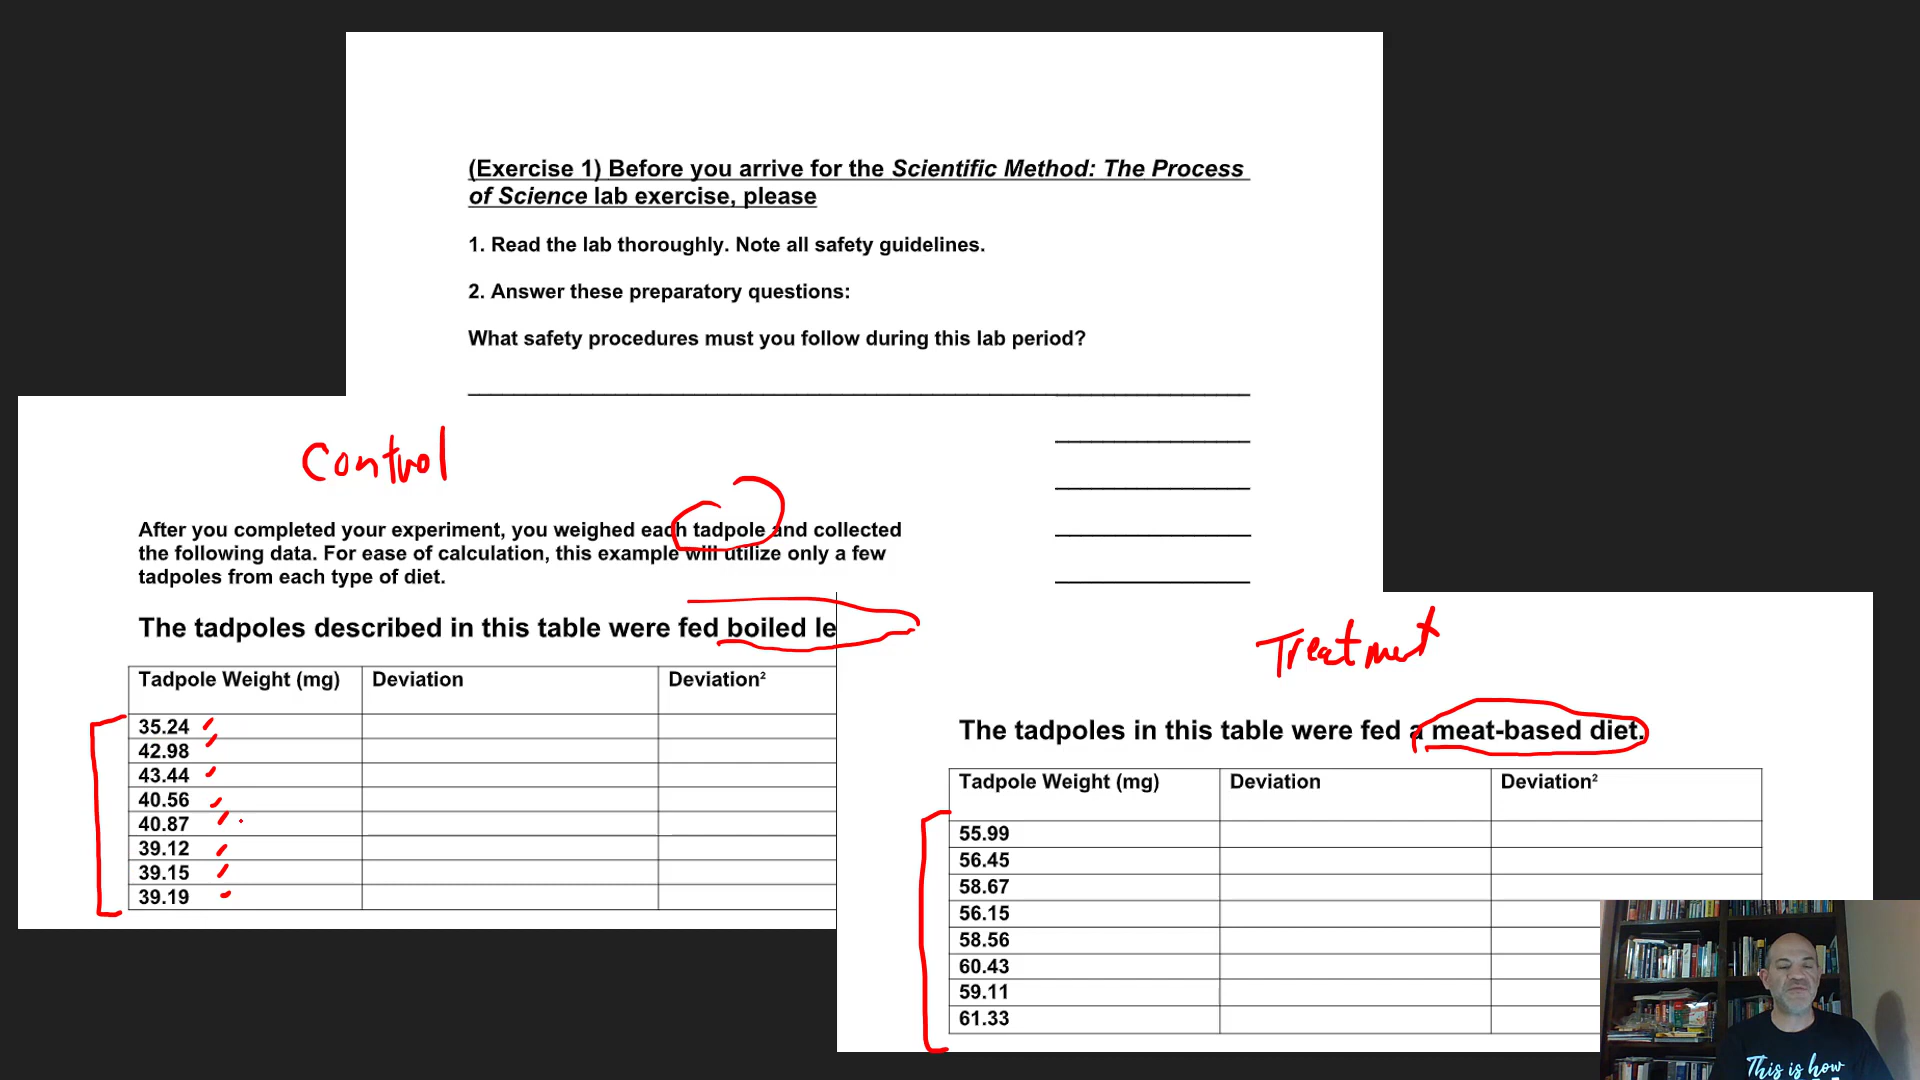 (Exercise 1) Before you arrive for the Scientific Method: The Process
of Science lab exercise, please
1. Read the lab thoroughly. Note all safety guidelines.
2. Answer these preparatory questions:
What safety procedures must you follow during this lab period?
Control
After you completed your experiment, you weighed each tadpole and collected
the following data. For ease of calculation, this example will utilize only a few
tadpoles from each type of diet.
The tadpoles described in this table were fed boiled le
Tadpole Weight (mg) Deviation Deviation²
35.24
42.98
43.44
40.56
40.87
39.12
39.15
39.19
Treatment
The tadpoles in this table were fed a meat-based diet.
Tadpole Weight (mg) Deviation Deviation²
55.99
56.45
58.67
56.15
58.56
60.43
59.11
61.33
This is how